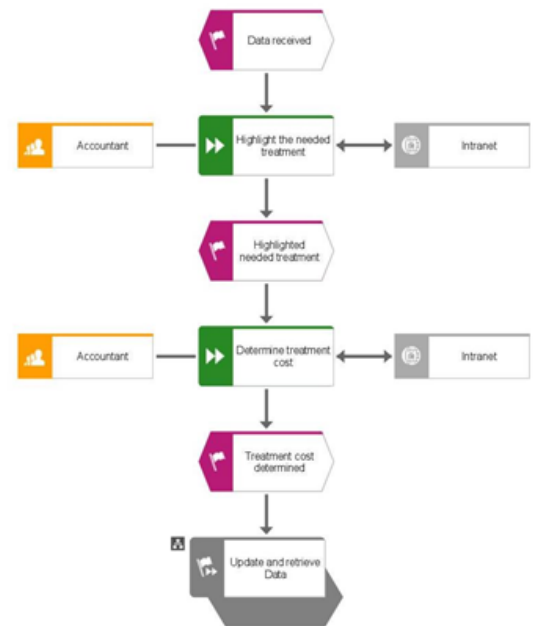 Data received
Accountant
Highlight the needed
treatment
Intranet
Highlighted
needed treatment
Accountant
Determine treatment
cost
Intranet
Treatment cost
determined
Update and retrieve
Data